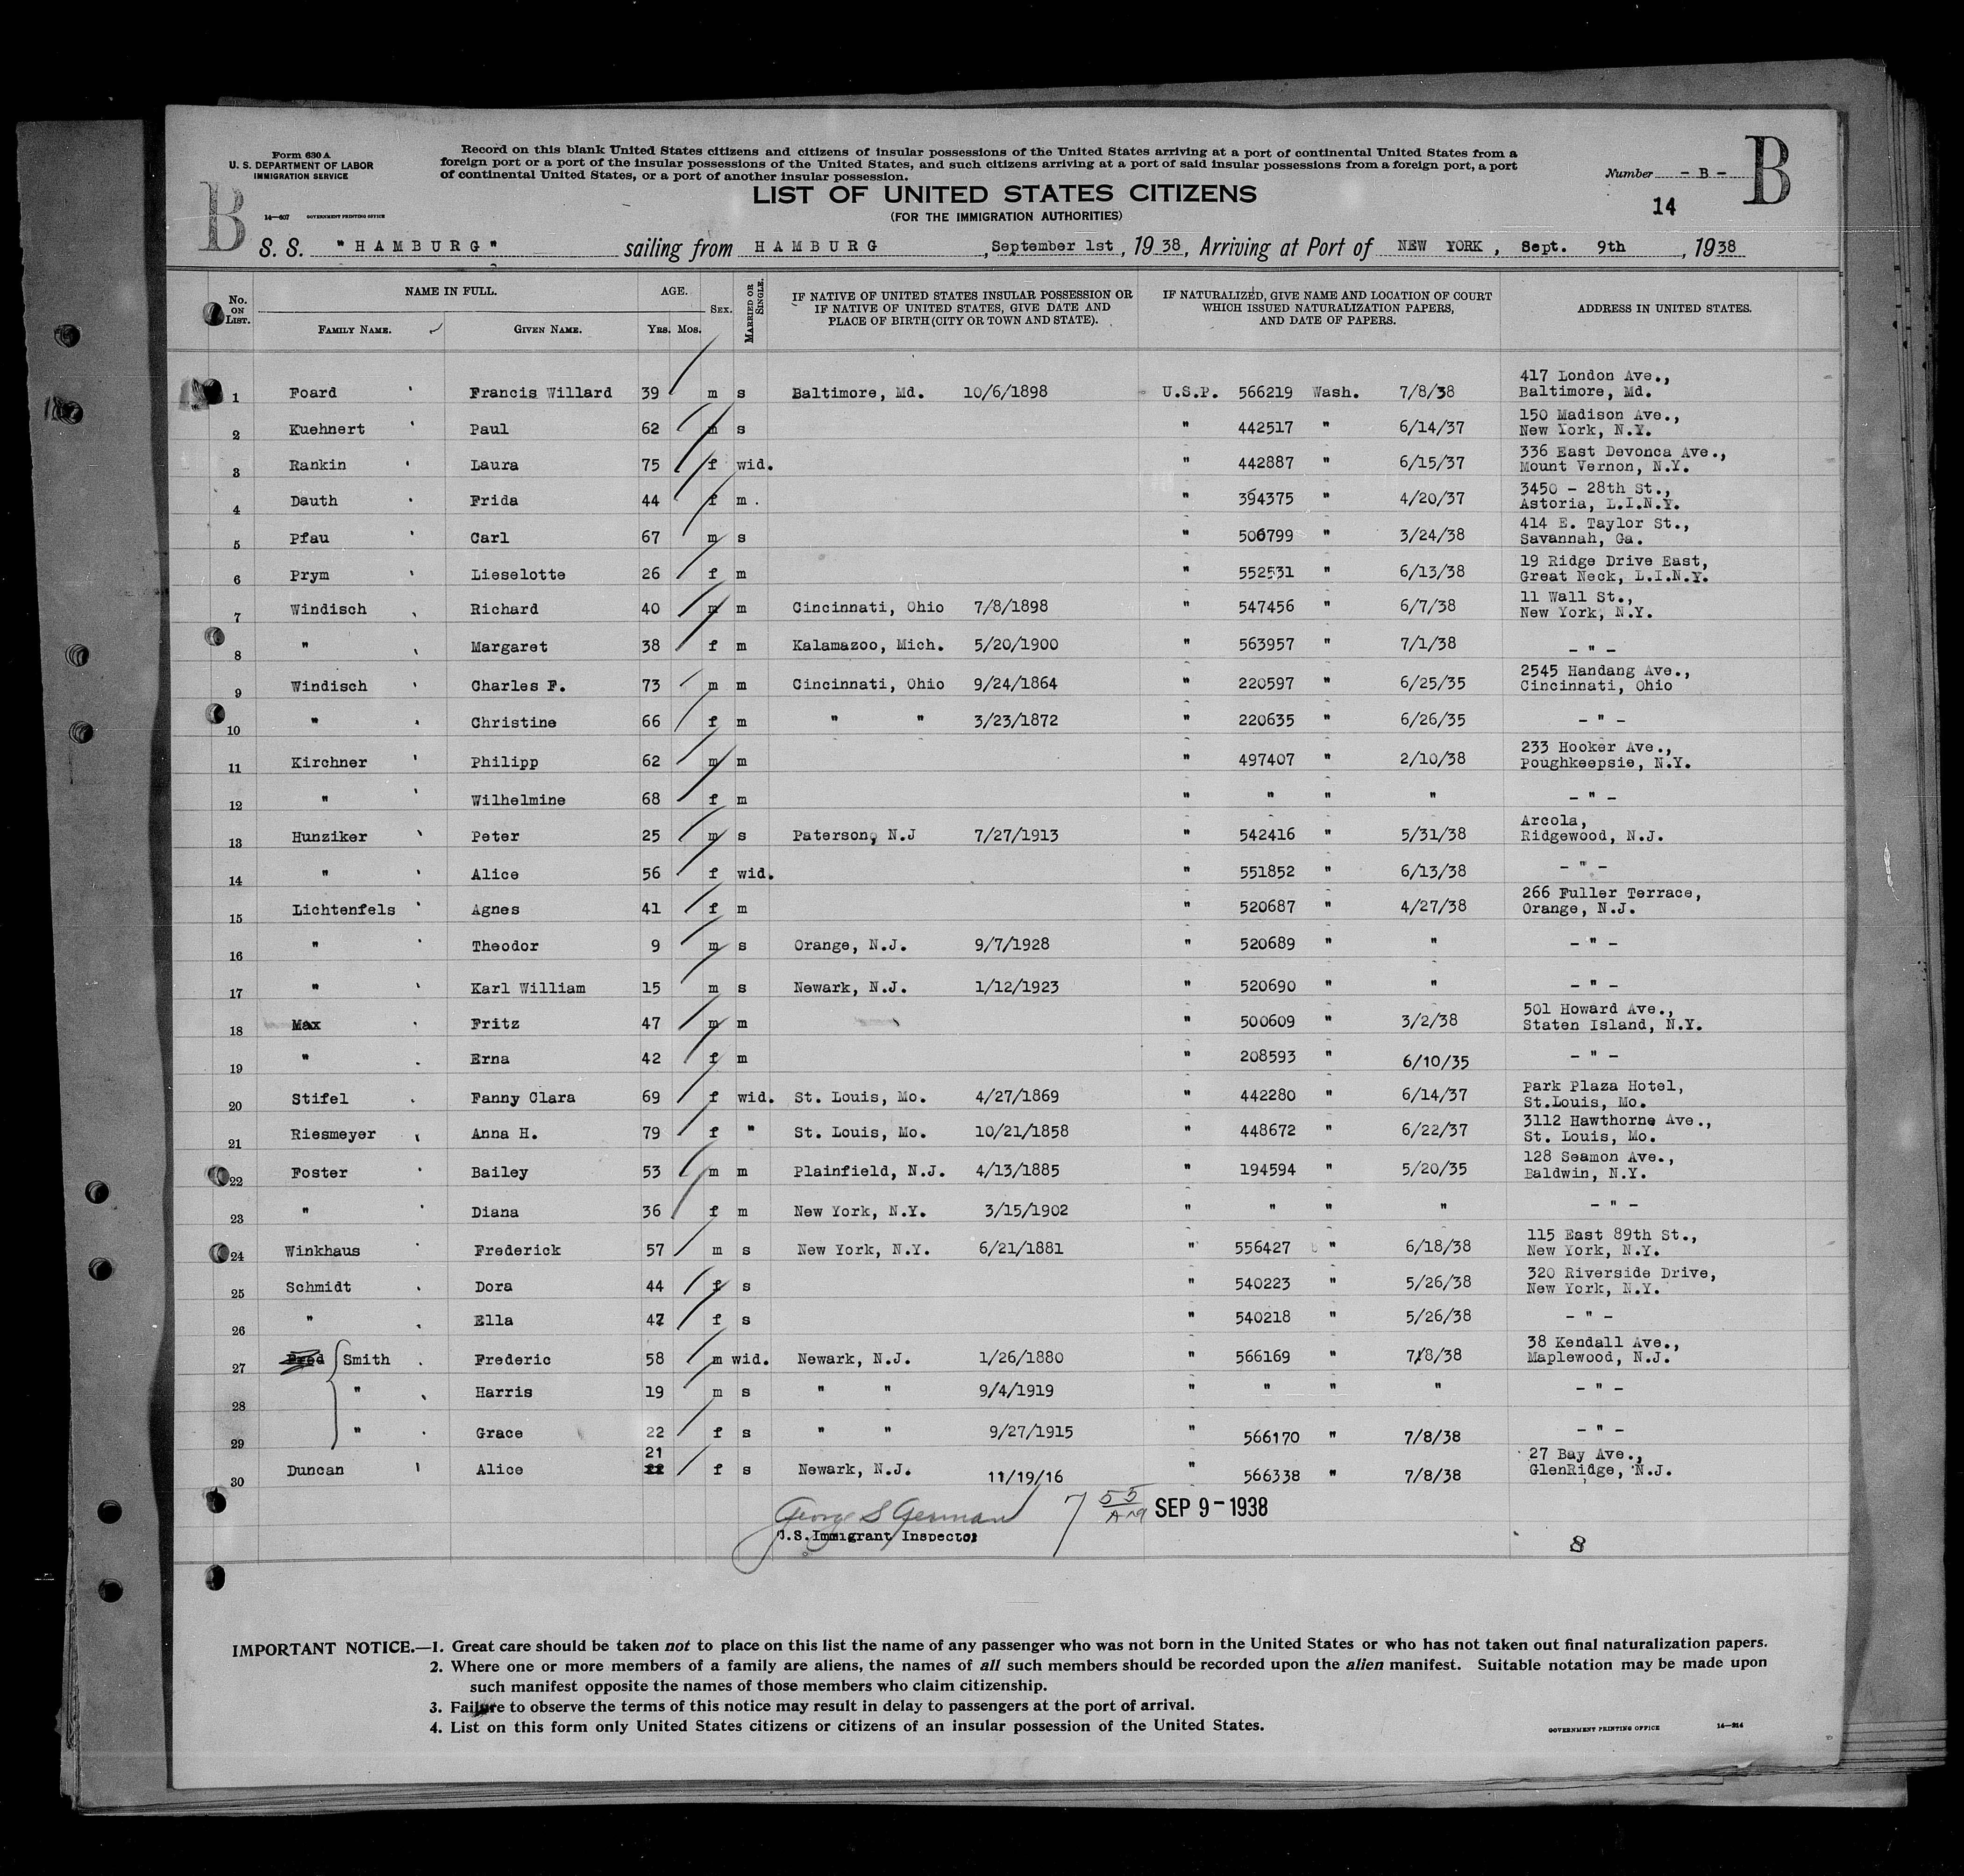 Form 630 A
U. S. DEPARTMENT OF LABOR
IMMIGRATION SERVICE
14—607 GOVERNMENT PRINTING OFFICE
B
Record on this blank United States citizens and citizens of insular possessions of the United States arriving at a port of continental United States from a
foreign port or a port of the insular possessions of the United States, and such citizens arriving at a port of said insular possessions from a foreign port, a port
of continental United States, or a port of another insular possession.
LIST OF UNITED STATES CITIZENS
(FOR THE IMMIGRATION AUTHORITIES)
Number - B -
B
14
S. S. "HAMBURG" sailing from HAMBURG, September 1st, 1938, Arriving at Port of NEW YORK, Sept. 9th, 1938
No. ON LIST. NAME IN FULL. AGE. SEX. MARRIED OR SINGLE. IF NATIVE OF UNITED STATES INSULAR POSSESSION OR IF NATIVE OF UNITED STATES, GIVE DATE AND PLACE OF BIRTH (CITY OR TOWN AND STATE). IF NATURALIZED, GIVE NAME AND LOCATION OF COURT WHICH ISSUED NATURALIZATION PAPERS, AND DATE OF PAPERS. ADDRESS IN UNITED STATES.
FAMILY NAME. GIVEN NAME. YRS. MOS.
1 Foard Francis Willard 39 m s Baltimore, Md. 10/6/1898 U.S.P. 566219 Wash. 7/8/38 417 London Ave., Baltimore, Md.
2 Kuehnert Paul 62 m s " 442517 " 6/14/37 150 Madison Ave., New York, N.Y.
3 Rankin Laura 75 f wid. " 442887 " 6/15/37 336 East Devonca Ave., Mount Vernon, N.Y.
4 Dauth Frida 44 f m. " 394375 " 4/20/37 3450 - 28th St., Astoria, L.I.N.Y.
5 Pfau Carl 67 m s " 506799 " 3/24/38 414 E. Taylor St., Savannah, Ga.
6 Prym Lieselotte 26 f m " 552531 " 6/13/38 19 Ridge Drive East, Great Neck, L.I.N.Y.
7 Windisch Richard 40 m m Cincinnati, Ohio 7/8/1898 " 547456 " 6/7/38 11 Wall St., New York, N.Y.
8 " Margaret 38 f m Kalamazoo, Mich. 5/20/1900 " 563957 " 7/1/38 - " -
9 Windisch Charles F. 73 m m Cincinnati, Ohio 9/24/1864 " 220597 " 6/25/35 2545 Handang Ave., Cincinnati, Ohio
10 " Christine 66 f m " " 3/23/1872 " 220635 " 6/26/35 - " -
11 Kirchner Philipp 62 m m " 497407 " 2/10/38 233 Hooker Ave., Poughkeepsie, N.Y.
12 " Wilhelmine 68 f m " " " " - " -
13 Hunziker Peter 25 m s Paterson, N.J 7/27/1913 " 542416 " 5/31/38 Arcola, Ridgewood, N.J.
14 " Alice 56 f wid. " 551852 " 6/13/38 - " -
15 Lichtenfels Agnes 41 f m " 520687 " 4/27/38 266 Fuller Terrace, Orange, N.J.
16 " Theodor 9 m s Orange, N.J. 9/7/1928 " 520689 " " - " -
17 " Karl William 15 m s Newark, N.J. 1/12/1923 " 520690 " " - " -
18 Max Fritz 47 m m " 500609 " 3/2/38 501 Howard Ave., Staten Island, N.Y.
19 " Erna 42 f m " 208593 " 6/10/35 - " -
20 Stifel Fanny Clara 69 f wid. St. Louis, Mo. 4/27/1869 " 442280 " 6/14/37 Park Plaza Hotel, St.Louis, Mo.
21 Riesmeyer Anna H. 79 f " St. Louis, Mo. 10/21/1858 " 448672 " 6/22/37 3112 Hawthorne Ave., St. Louis, Mo.
22 Foster Bailey 53 m m Plainfield, N.J. 4/13/1885 " 194594 " 5/20/35 128 Seamon Ave., Baldwin, N.Y.
23 " Diana 36 f m New York, N.Y. 3/15/1902 " " " " - " -
24 Winkhaus Frederick 57 m s New York, N.Y. 6/21/1881 " 556427 " 6/18/38 115 East 89th St., New York, N.Y.
25 Schmidt Dora 44 f s " 540223 " 5/26/38 320 Riverside Drive, New York, N.Y.
26 " Ella 42 f s " 540218 " 5/26/38 - " -
27 Fred Smith Frederic 58 m wid. Newark, N.J. 1/26/1880 " 566169 " 7/8/38 38 Kendall Ave., Maplewood, N.J.
28 " Harris 19 m s " " 9/4/1919 " " " " - " -
29 " Grace 22 f s " " 9/27/1915 " 566170 " 7/8/38 - " -
30 Duncan Alice 21 22 f s Newark, N.J. 11/19/16 " 566338 " 7/8/38 27 Bay Ave., GlenRidge, N.J.
George S German 7 55 SEP 9-1938
U.S. Immigrant Inspector
8
IMPORTANT NOTICE.—1. Great care should be taken not to place on this list the name of any passenger who was not born in the United States or who has not taken out final naturalization papers.
2. Where one or more members of a family are aliens, the names of all such members should be recorded upon the alien manifest. Suitable notation may be made upon
such manifest opposite the names of those members who claim citizenship.
3. Failure to observe the terms of this notice may result in delay to passengers at the port of arrival.
4. List on this form only United States citizens or citizens of an insular possession of the United States.
GOVERNMENT PRINTING OFFICE 14—214